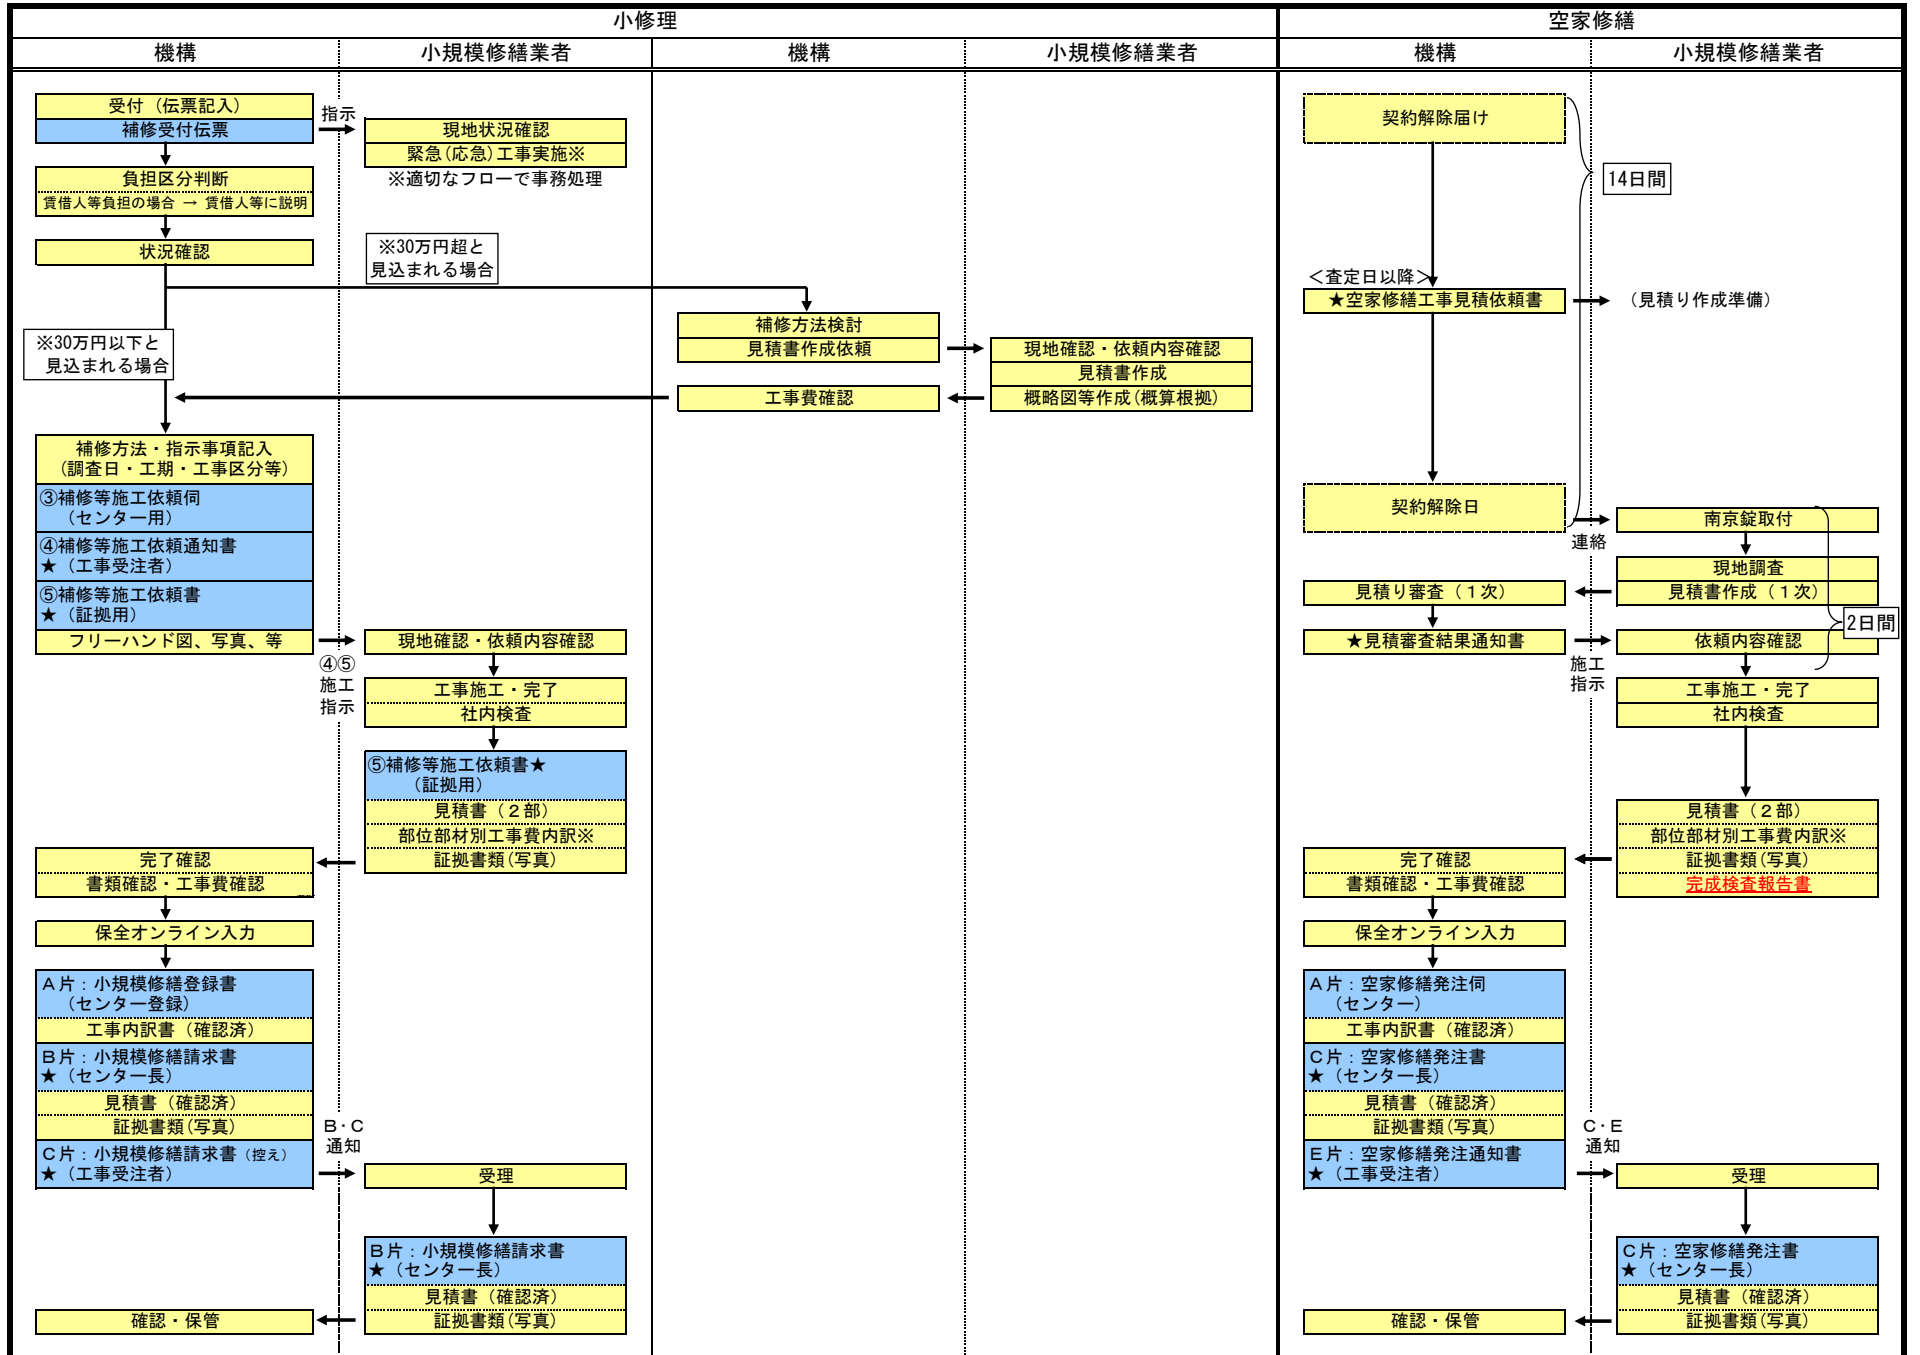 小修理
空家修繕
機構
小規模修繕業者
機構
小規模修繕業者
機構
小規模修繕業者
受付（伝票記入）
補修受付伝票
指示
現地状況確認
緊急(応急)工事実施※
※適切なフローで事務処理
負担区分判断
賃借人等負担の場合 → 賃借人等に説明
状況確認
※30万円超と
見込まれる場合
※30万円以下と
見込まれる場合
補修方法検討
見積書作成依頼
現地確認・依頼内容確認
見積書作成
概略図等作成(概算根拠)
工事費確認
補修方法・指示事項記入
（調査日・工期・工事区分等）
③補修等施工依頼伺
（センター用）
④補修等施工依頼通知書
★（工事受注者）
⑤補修等施工依頼書
★（証拠用）
フリーハンド図、写真、等
④⑤
施工
指示
現地確認・依頼内容確認
工事施工・完了
社内検査
⑤補修等施工依頼書★
（証拠用）
見積書（２部）
部位部材別工事費内訳※
証拠書類(写真)
完了確認
書類確認・工事費確認
保全オンライン入力
Ａ片：小規模修繕登録書
（センター登録）
工事内訳書（確認済）
Ｂ片：小規模修繕請求書
★（センター長）
見積書（確認済）
証拠書類(写真)
Ｃ片：小規模修繕請求書（控え）
★（工事受注者）
Ｂ・Ｃ
通知
受理
Ｂ片：小規模修繕請求書
★（センター長）
見積書（確認済）
証拠書類(写真)
確認・保管
契約解除届け
14日間
＜査定日以降＞
★空家修繕工事見積依頼書
（見積り作成準備）
契約解除日
連絡
南京錠取付
現地調査
見積書作成（１次）
見積り審査（１次）
2日間
★見積審査結果通知書
施工
指示
依頼内容確認
工事施工・完了
社内検査
見積書（２部）
部位部材別工事費内訳※
証拠書類(写真)
完成検査報告書
完了確認
書類確認・工事費確認
保全オンライン入力
Ａ片：空家修繕発注伺
（センター）
工事内訳書（確認済）
Ｃ片：空家修繕発注書
★（センター長）
見積書（確認済）
証拠書類(写真)
Ｅ片：空家修繕発注通知書
★（工事受注者）
Ｃ・Ｅ
通知
受理
Ｃ片：空家修繕発注書
★（センター長）
見積書（確認済）
証拠書類(写真)
確認・保管